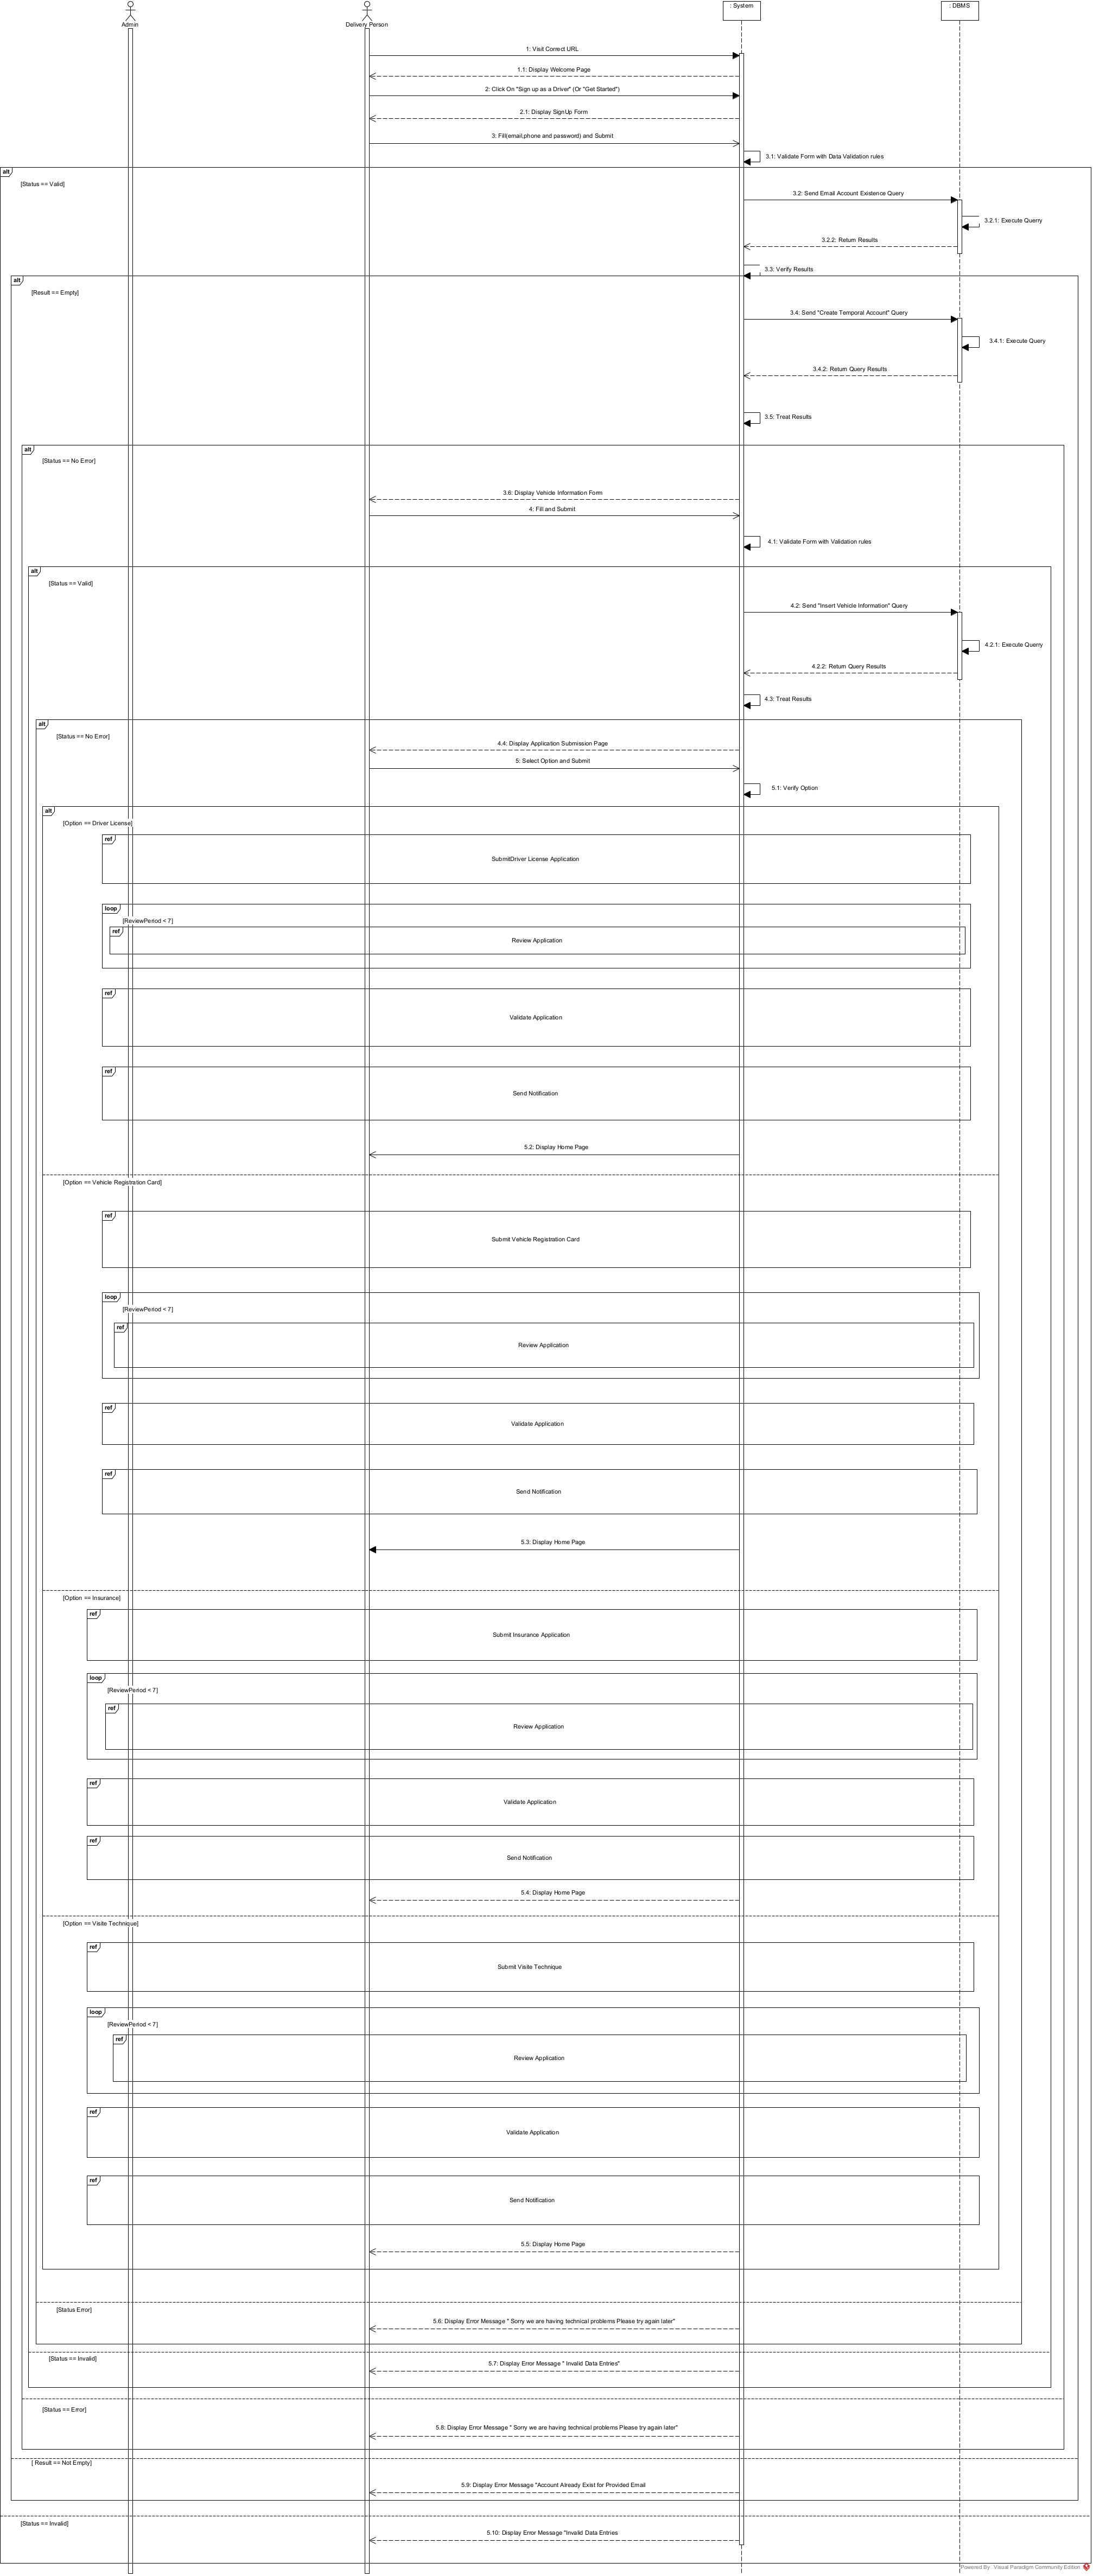 Admin
Delivery Person
: System
: DBMS
1: Visit Correct URL
1.1: Display Welcome Page
2: Click On "Sign up as a Driver" (Or "Get Started")
2.1: Display SignUp Form
3: Fill(email,phone and password) and Submit
3.1: Validate Form with Data Validation rules
alt
[Status == Valid]
3.2: Send Email Account Existence Query
3.2.1: Execute Querry
3.2.2: Return Results
3.3: Verify Results
alt
[Result == Empty]
3.4: Send "Create Temporal Account" Query
3.4.1: Execute Query
3.4.2: Return Query Results
3.5: Treat Results
alt
[Status == No Error]
3.6: Display Vehicle Information Form
4: Fill and Submit
4.1: Validate Form with Validation rules
alt
[Status == Valid]
4.2: Send "Insert Vehicle Information" Query
4.2.1: Execute Querry
4.2.2: Return Query Results
4.3: Treat Results
alt
[Status == No Error]
4.4: Display Application Submission Page
5: Select Option and Submit
5.1: Verify Option
alt
[Option == Driver License]
ref
SubmitDriver License Application
loop
[ReviewPeriod < 7]
ref
Review Application
ref
Validate Application
ref
Send Notification
5.2: Display Home Page
[Option == Vehicle Registration Card]
ref
Submit Vehicle Registration Card
loop
[ReviewPeriod < 7]
ref
Review Application
ref
Validate Application
ref
Send Notification
5.3: Display Home Page
[Option == Insurance]
ref
Submit Insurance Application
loop
[ReviewPeriod < 7]
ref
Review Application
ref
Validate Application
ref
Send Notification
5.4: Display Home Page
[Option == Visite Technique]
ref
Submit Visite Technique
loop
[ReviewPeriod < 7]
ref
Review Application
ref
Validate Application
ref
Send Notification
5.5: Display Home Page
[Status Error]
5.6: Display Error Message " Sorry we are having technical problems Please try again later"
[Status == Invalid]
5.7: Display Error Message " Invalid Data Entries"
[Status == Error]
5.8: Display Error Message " Sorry we are having technical problems Please try again later"
[ Result == Not Empty]
5.9: Display Error Message "Account Already Exist for Provided Email
[Status == Invalid]
5.10: Display Error Message "Invalid Data Entries
Powered By : Visual Paradigm Community Edition